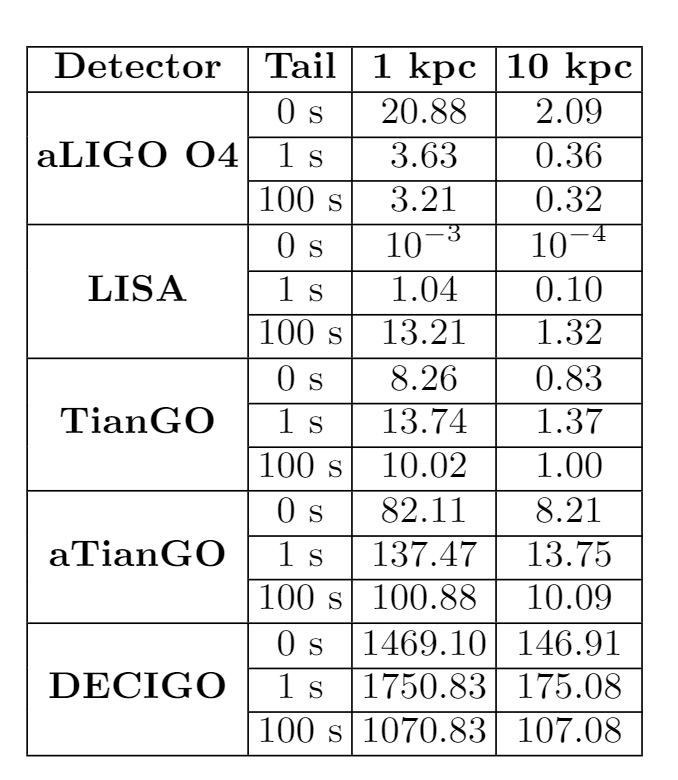 Detector Tail 1 kpc 10 kpc
aLIGO O4 0 s 20.88 2.09
1 s 3.63 0.36
100 s 3.21 0.32
LISA 0 s 10⁻³ 10⁻⁴
1 s 1.04 0.10
100 s 13.21 1.32
TianGO 0 s 8.26 0.83
1 s 13.74 1.37
100 s 10.02 1.00
aTianGO 0 s 82.11 8.21
1 s 137.47 13.75
100 s 100.88 10.09
DECIGO 0 s 1469.10 146.91
1 s 1750.83 175.08
100 s 1070.83 107.08